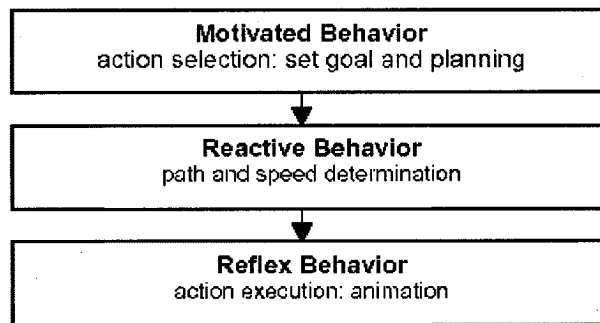 Motivated Behavior
action selection: set goal and planning
Reactive Behavior
path and speed determination
Reflex Behavior
action execution: animation